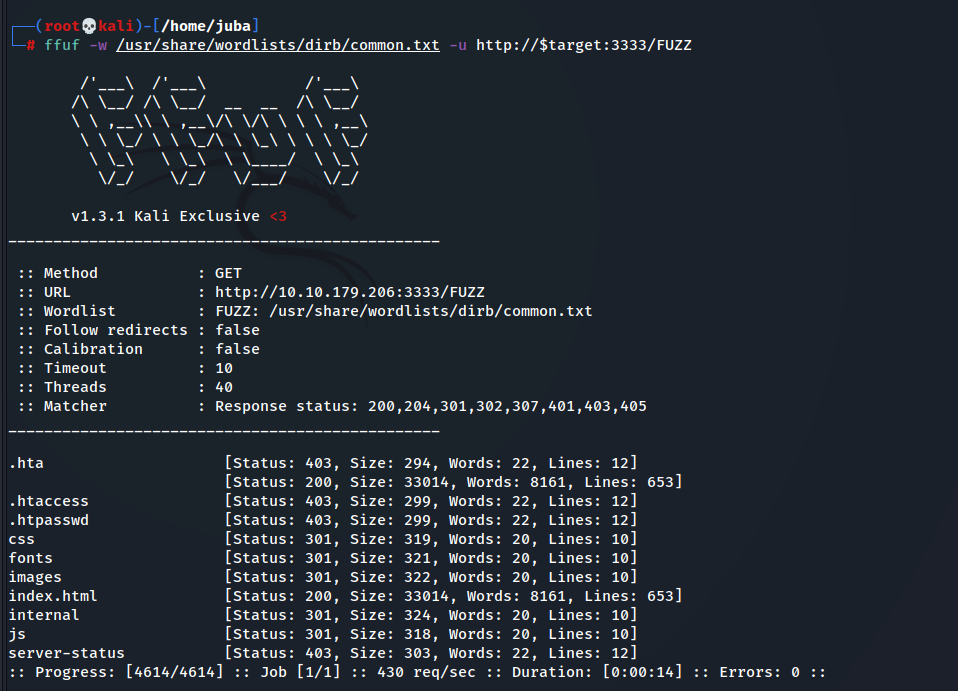 ┌──(root💀kali)-[/home/juba]
└─# ffuf -w /usr/share/wordlists/dirb/common.txt -u http://$target:3333/FUZZ

        /'___\  /'___\           /'___\
       /\ \__/ /\ \__/  __  __  /\ \__/
       \ \ ,__\\ \ ,__\/\ \/\ \ \ \ ,__\
        \ \ \_/ \ \ \_/\ \ \_\ \ \ \ \_/
         \ \_\   \ \_\  \ \____/  \ \_\
          \/_/    \/_/   \/___/    \/_/

       v1.3.1 Kali Exclusive <3
________________________________________________

 :: Method           : GET
 :: URL              : http://10.10.179.206:3333/FUZZ
 :: Wordlist         : FUZZ: /usr/share/wordlists/dirb/common.txt
 :: Follow redirects : false
 :: Calibration      : false
 :: Timeout          : 10
 :: Threads          : 40
 :: Matcher          : Response status: 200,204,301,302,307,401,403,405
________________________________________________

.hta                    [Status: 403, Size: 294, Words: 22, Lines: 12]
                        [Status: 200, Size: 33014, Words: 8161, Lines: 653]
.htaccess               [Status: 403, Size: 299, Words: 22, Lines: 12]
.htpasswd               [Status: 403, Size: 299, Words: 22, Lines: 12]
css                     [Status: 301, Size: 319, Words: 20, Lines: 10]
fonts                   [Status: 301, Size: 321, Words: 20, Lines: 10]
images                  [Status: 301, Size: 322, Words: 20, Lines: 10]
index.html              [Status: 200, Size: 33014, Words: 8161, Lines: 653]
internal                [Status: 301, Size: 324, Words: 20, Lines: 10]
js                      [Status: 301, Size: 318, Words: 20, Lines: 10]
server-status           [Status: 403, Size: 303, Words: 22, Lines: 12]
:: Progress: [4614/4614] :: Job [1/1] :: 430 req/sec :: Duration: [0:00:14] :: Errors: 0 ::